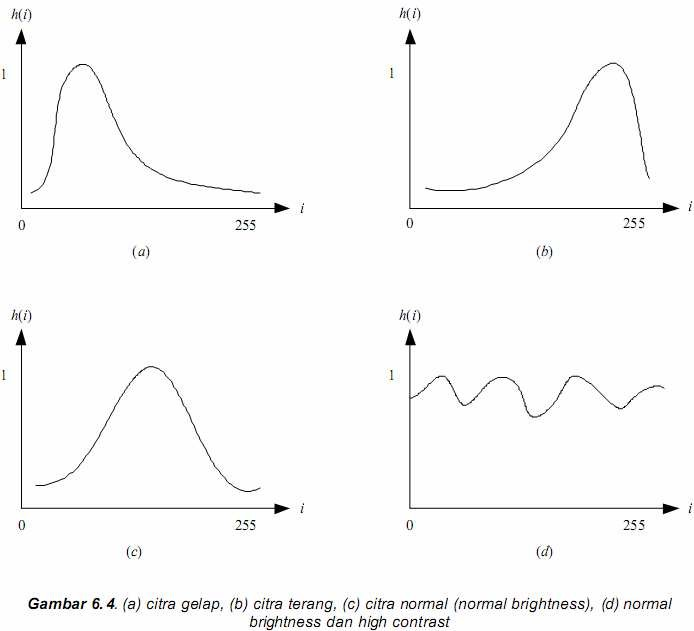 h(i)
1
i
0 255
(a)
h(i)
1
i
0 255
(b)
h(i)
1
i
0 255
(c)
h(i)
1
i
0 255
(d)
Gambar 6.4. (a) citra gelap, (b) citra terang, (c) citra normal (normal brightness), (d) normal
brightness dan high contrast